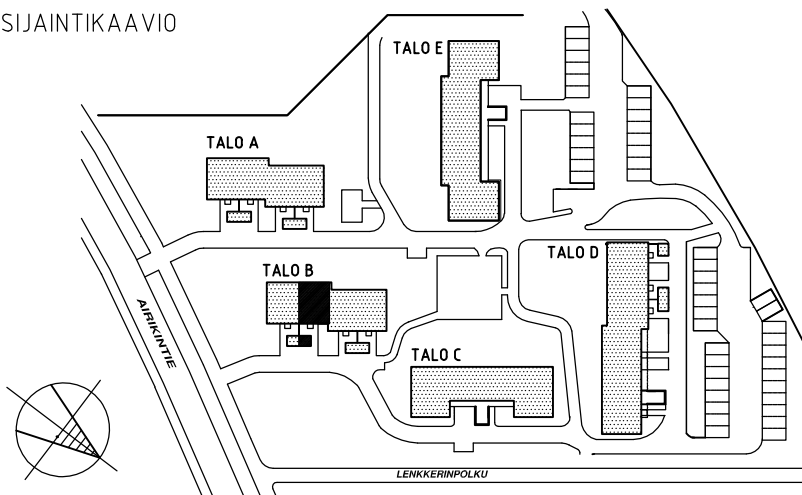 SIJAINTIKAAVIO
TALO E
TALO A
TALO D
TALO B
AIRIKINTIE
TALO C
LENKKERINPOLKU